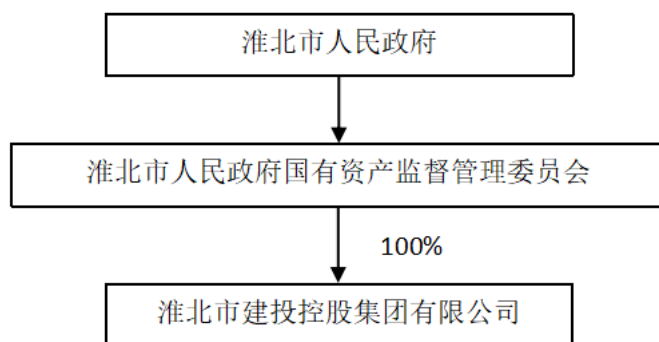 淮北市人民政府
淮北市人民政府国有资产监督管理委员会
100%
淮北市建投控股集团有限公司